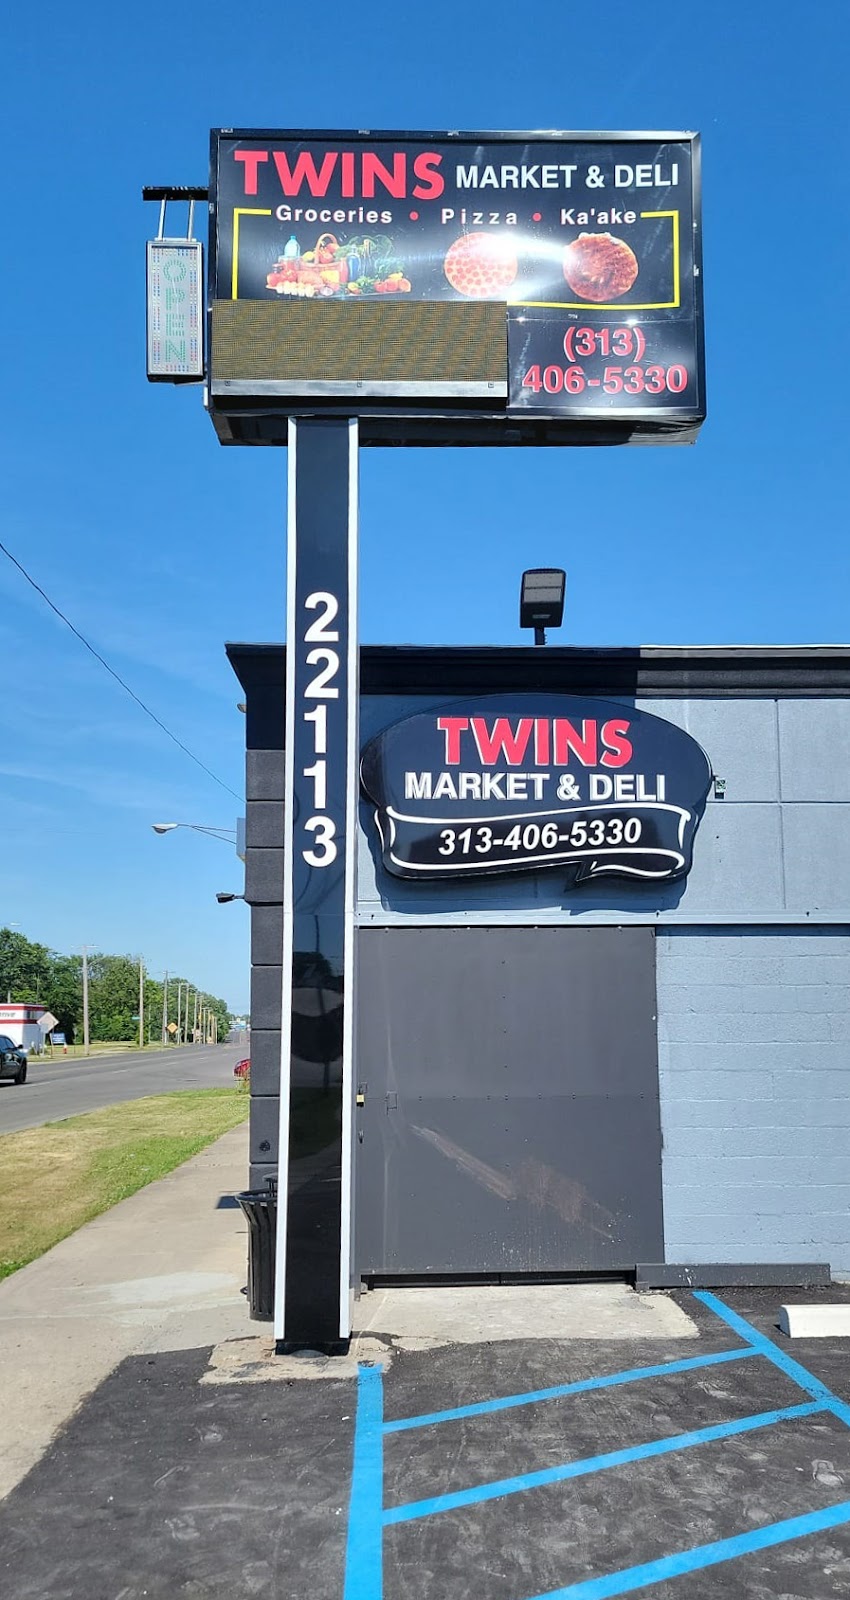 TWINS MARKET & DELI
Groceries • Pizza • Ka'ake
OPEN
(313)
406-5330
22113
TWINS
MARKET & DELI
313-406-5330